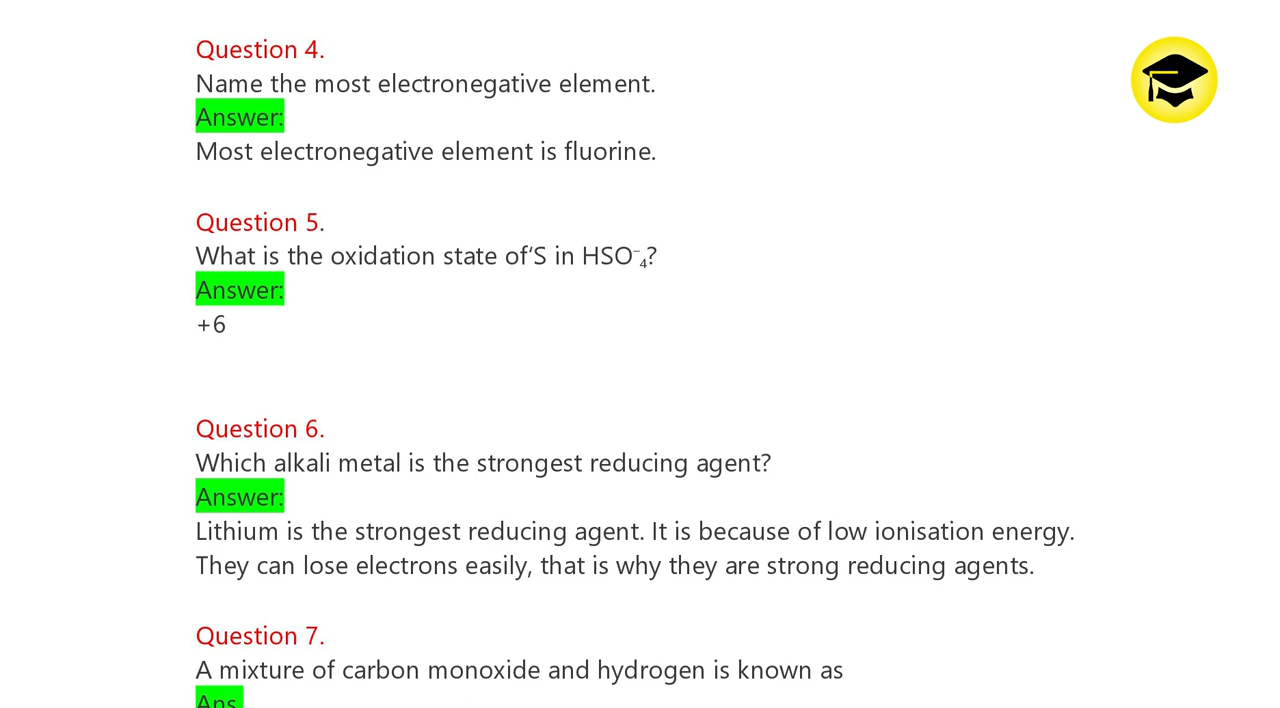 Question 4.
Name the most electronegative element.
Answer:
Most electronegative element is fluorine.
Question 5.
What is the oxidation state of‘S in HSO⁻₄?
Answer:
+6
Question 6.
Which alkali metal is the strongest reducing agent?
Answer:
Lithium is the strongest reducing agent. It is because of low ionisation energy.
They can lose electrons easily, that is why they are strong reducing agents.
Question 7.
A mixture of carbon monoxide and hydrogen is known as
Ans